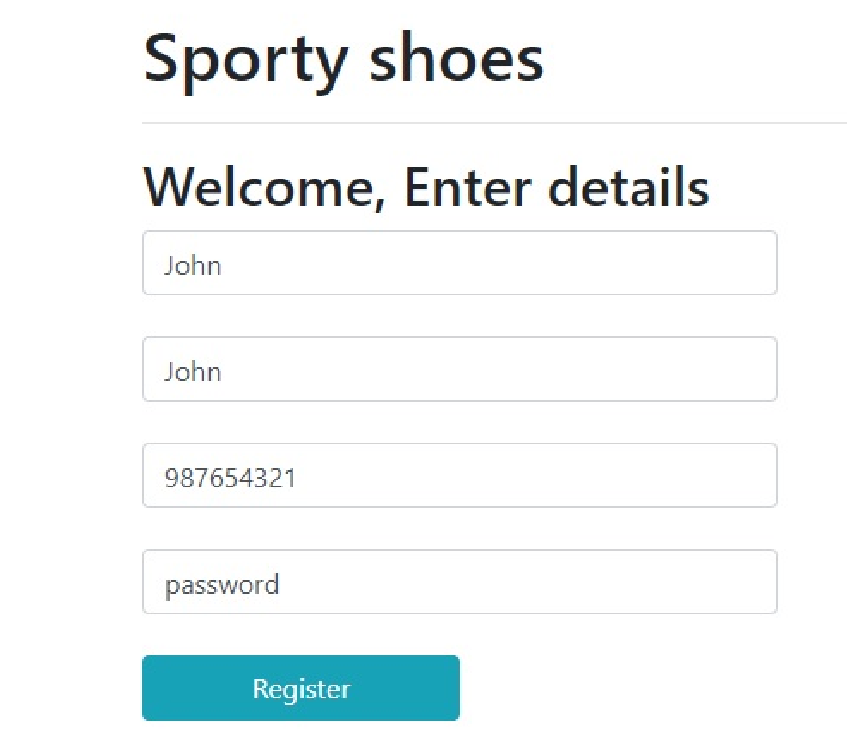 Sporty shoes
Welcome, Enter details
John
John
987654321
password
Register